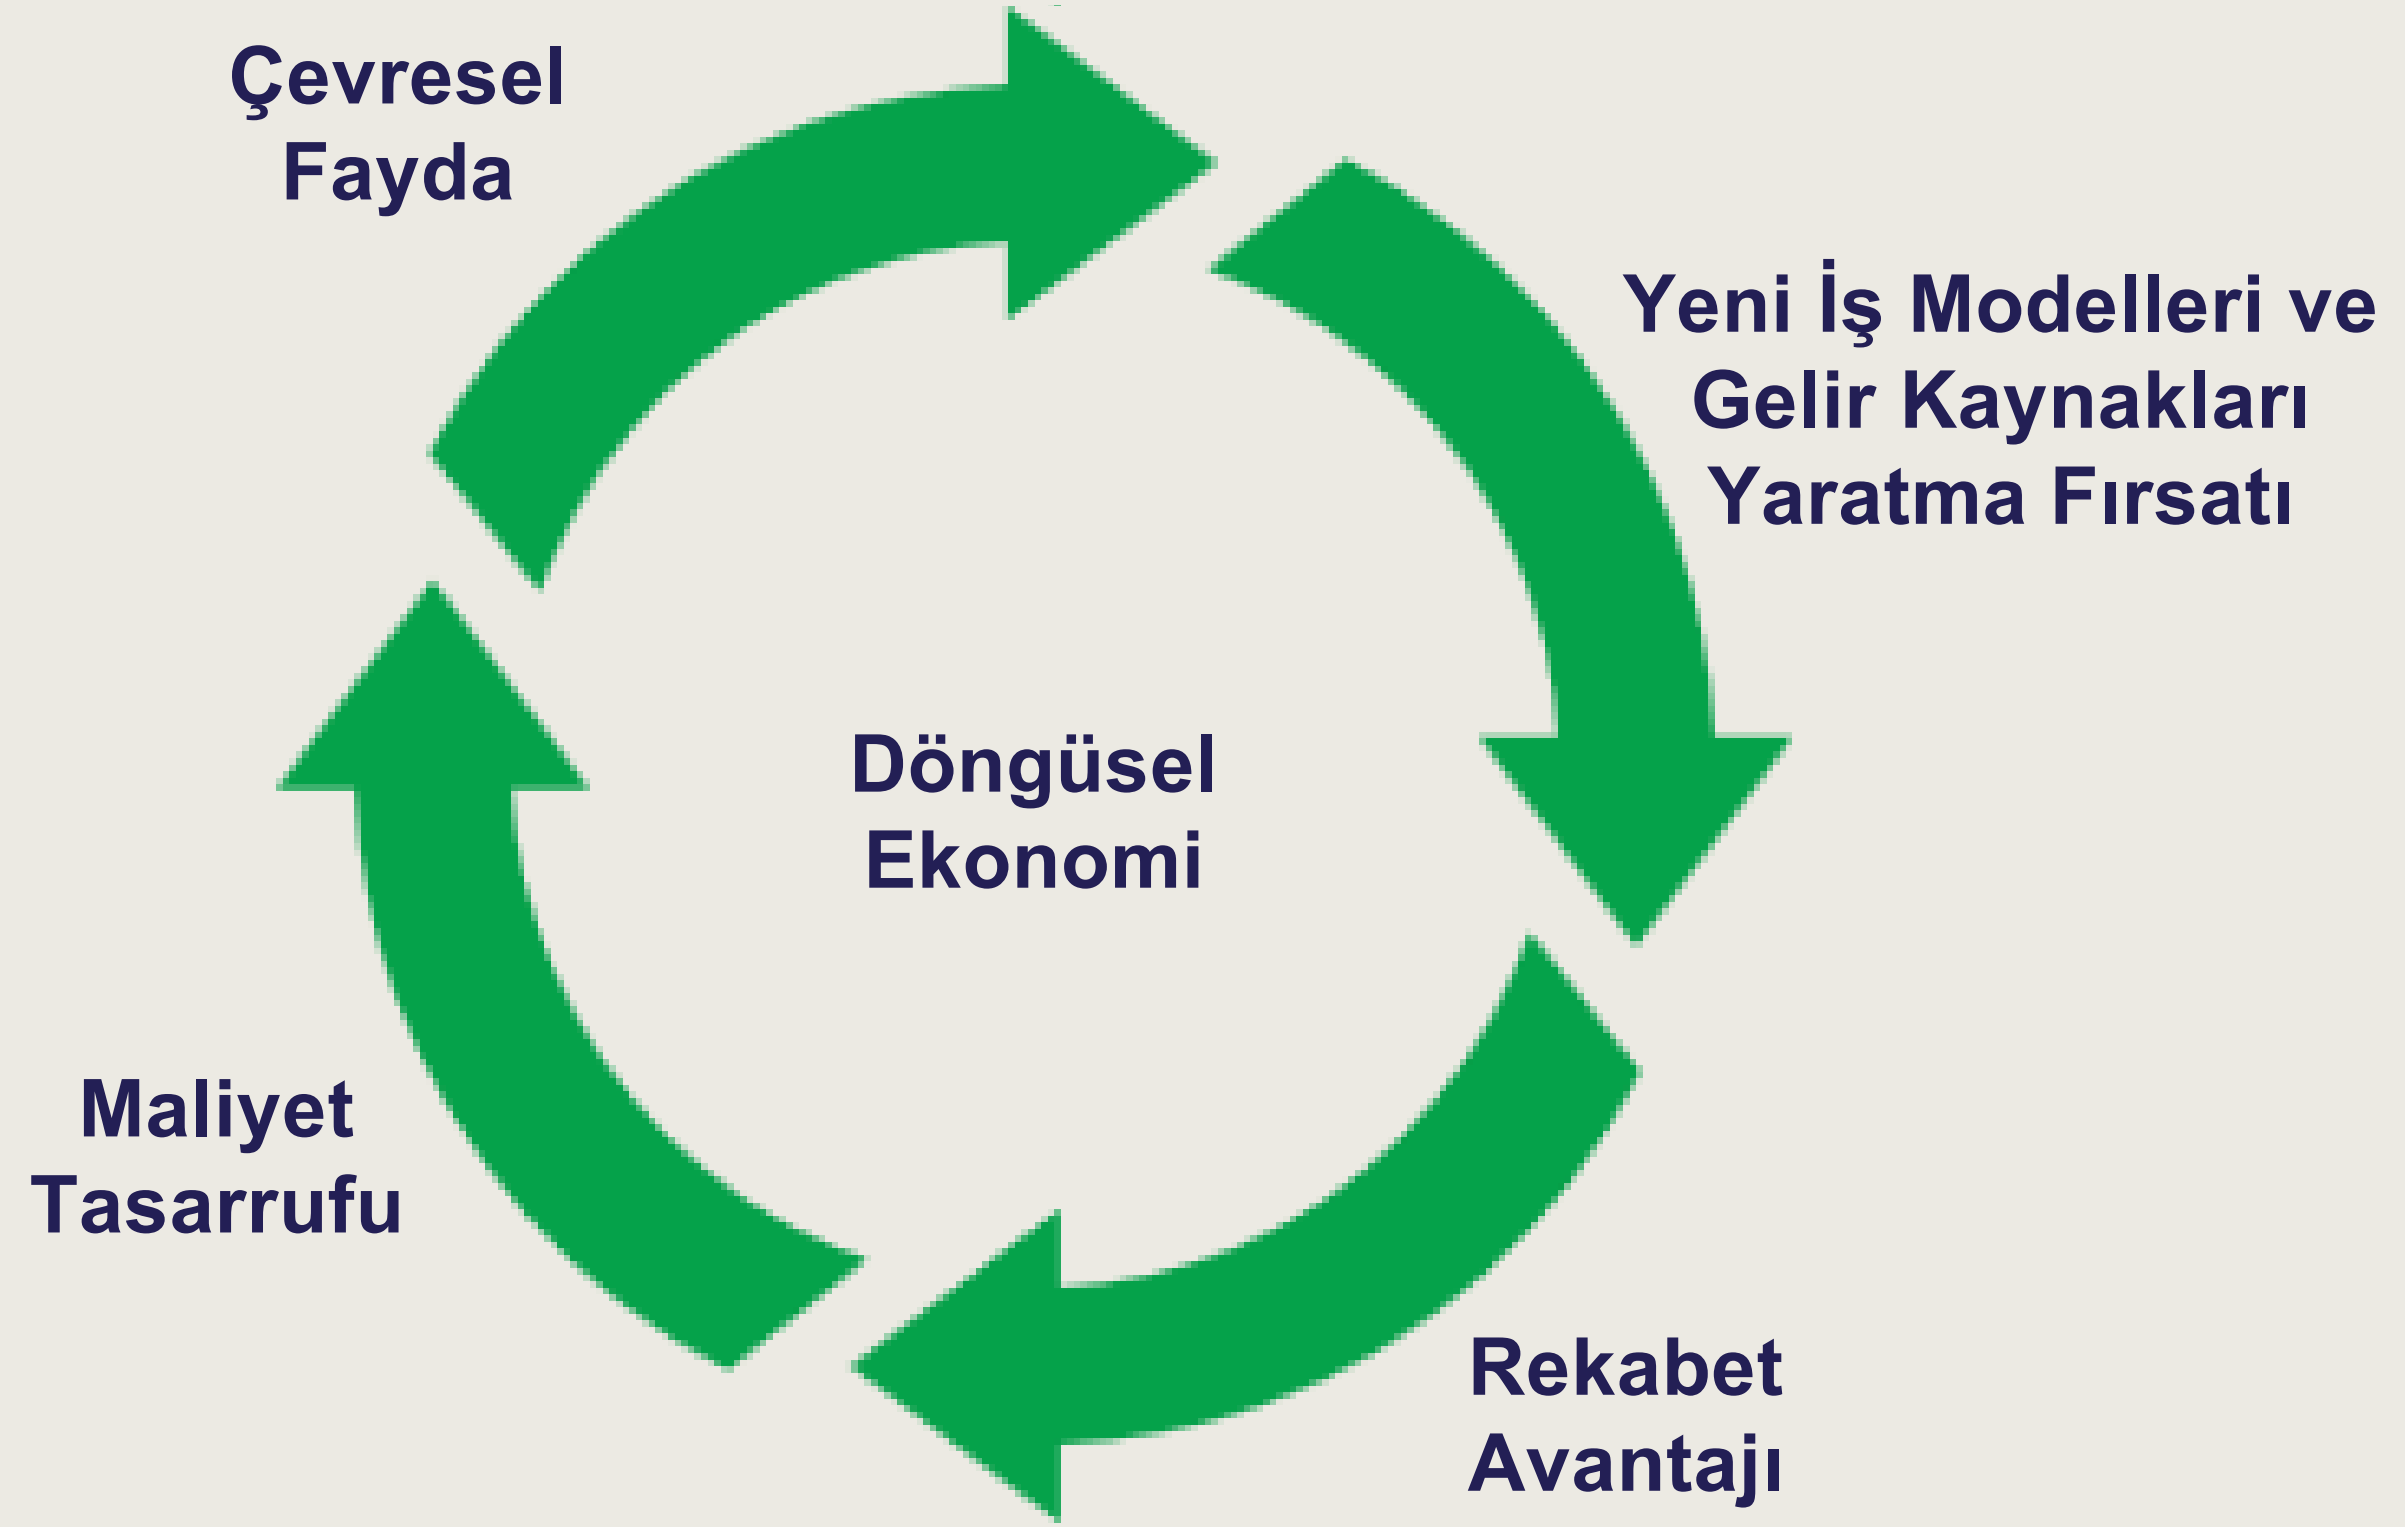 Çevresel
Fayda
Yeni İş Modelleri ve
Gelir Kaynakları
Yaratma Fırsatı
Döngüsel
Ekonomi
Maliyet
Tasarrufu
Rekabet
Avantajı